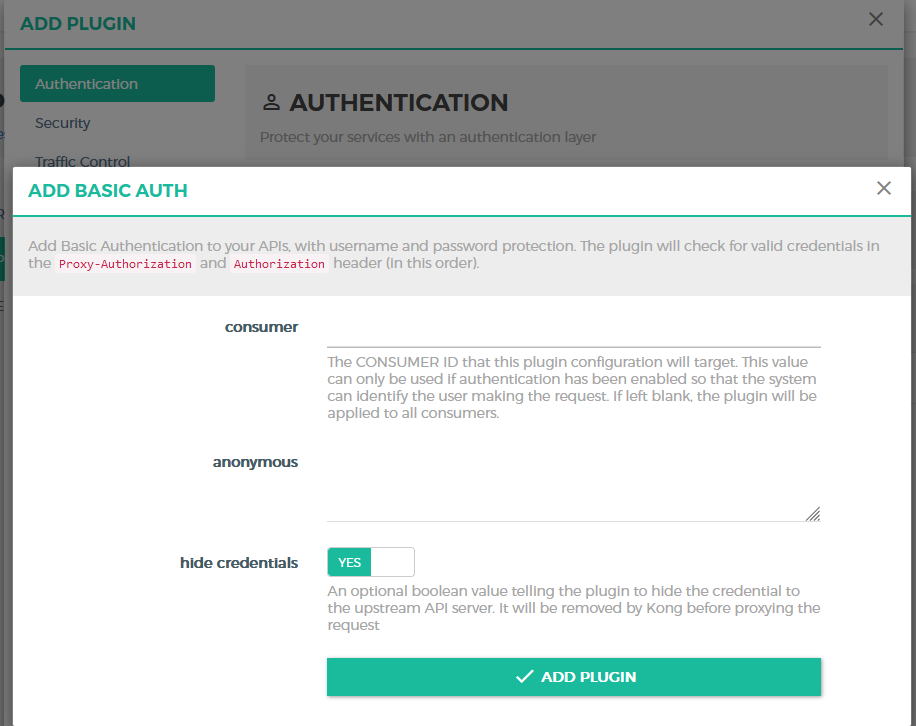 ADD PLUGIN
Authentication
AUTHENTICATION
Protect your services with an authentication layer
Security
Traffic Control
ADD BASIC AUTH
Add Basic Authentication to your APIs, with username and password protection. The plugin will check for valid credentials in
the Proxy-Authorization and Authorization header (in this order).
consumer
The CONSUMER ID that this plugin configuration will target. This value
can only be used if authentication has been enabled so that the system
can identify the user making the request. If left blank, the plugin will be
applied to all consumers.
anonymous
hide credentials
YES
An optional boolean value telling the plugin to hide the credential to
the upstream API server. It will be removed by Kong before proxying the
request
ADD PLUGIN